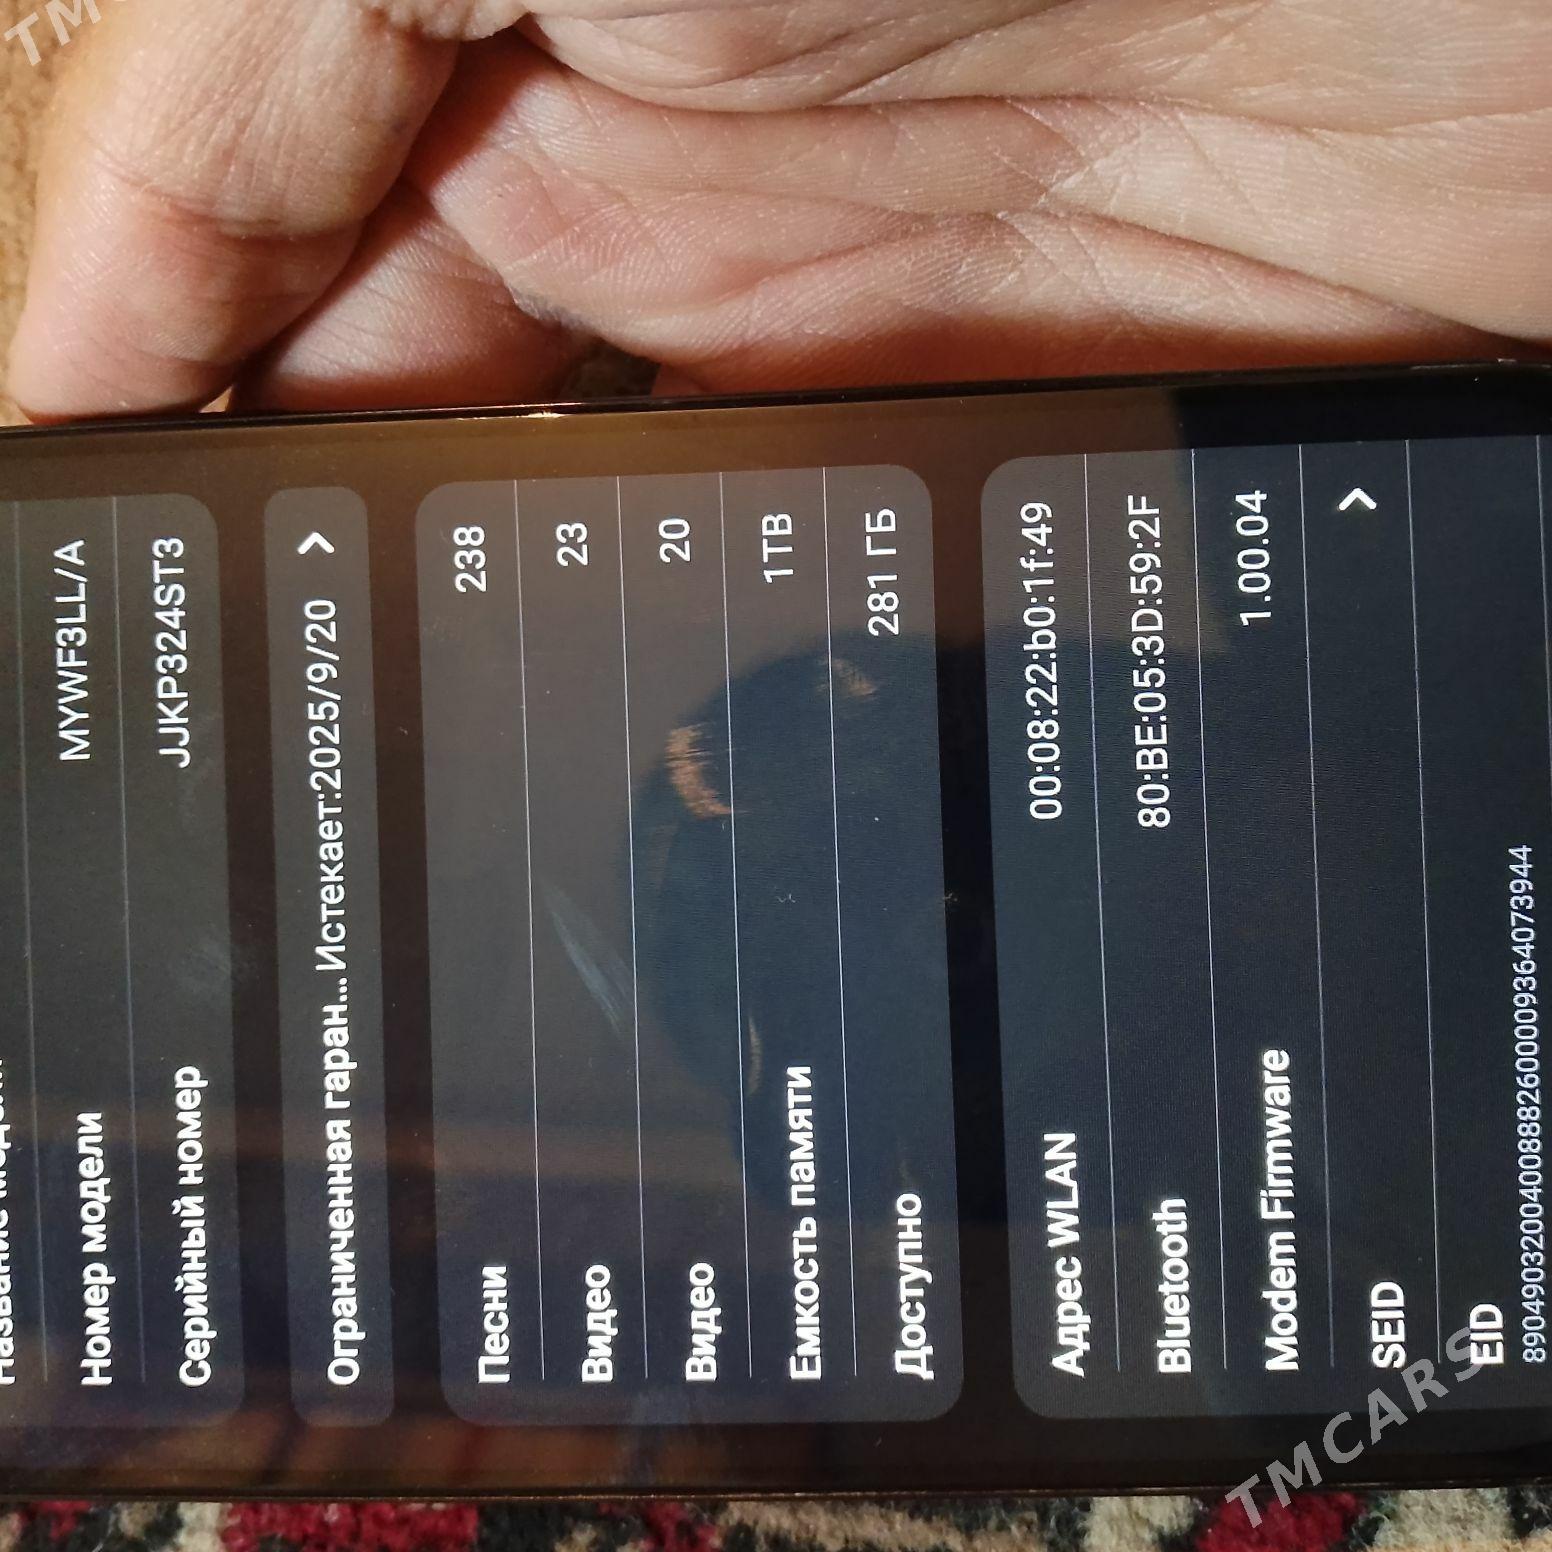 Номер модели MYWF3LL/A
Серийный номер JJKP324ST3
Ограниченная гаран... Истекает:2025/9/20
Песни 238
Видео 23
Видео 20
Емкость памяти 1TB
Доступно 281 ГБ
Адрес WLAN 00:08:22:b0:1f:49
Bluetooth 80:BE:05:3D:59:2F
Modem Firmware 1.00.04
SEID
EID
89049032004008882600009364073944
TMCARS